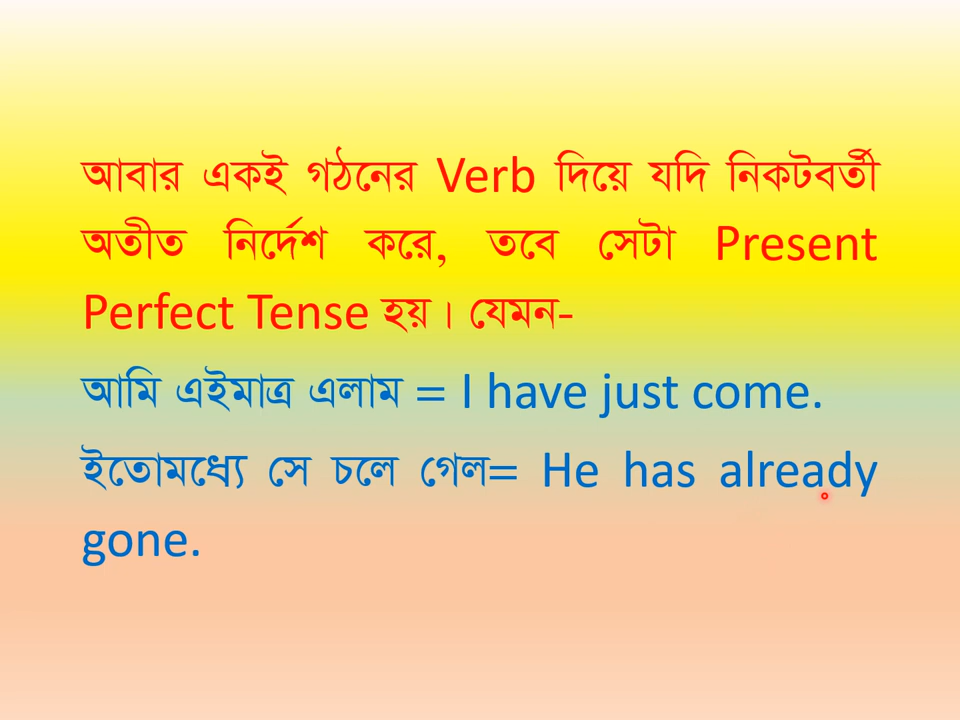 আবার একই গঠনের Verb দিয়ে যদি নিকটবর্তী
অতীত নির্দেশ করে, তবে সেটা Present
Perfect Tense হয়। যেমন-
আমি এইমাত্র এলাম = I have just come.
ইতোমধ্যে সে চলে গেল= He has already
gone.